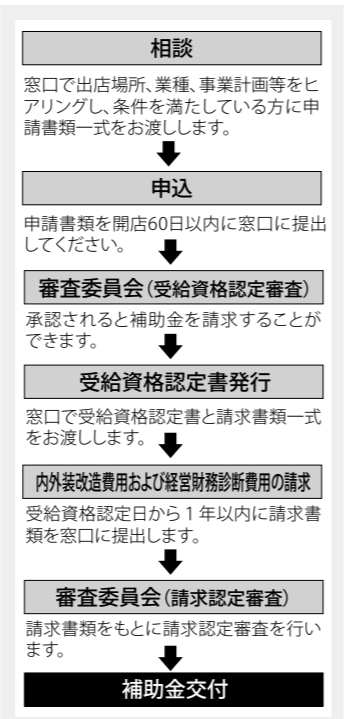 相談
窓口で出店場所、業種、事業計画等をヒ
アリングし、条件を満たしている方に申
請書類一式をお渡しします。
申込
申請書類を開店60日以内に窓口に提出
してください。
審査委員会（受給資格認定審査）
承認されると補助金を請求することが
できます。
受給資格認定書発行
窓口で受給資格認定書と請求書類一式
をお渡しします。
内外装改造費用および経営財務診断費用の請求
受給資格認定日から１年以内に請求書
類を窓口に提出します。
審査委員会（請求認定審査）
請求書類をもとに請求認定審査を行い
ます。
補助金交付